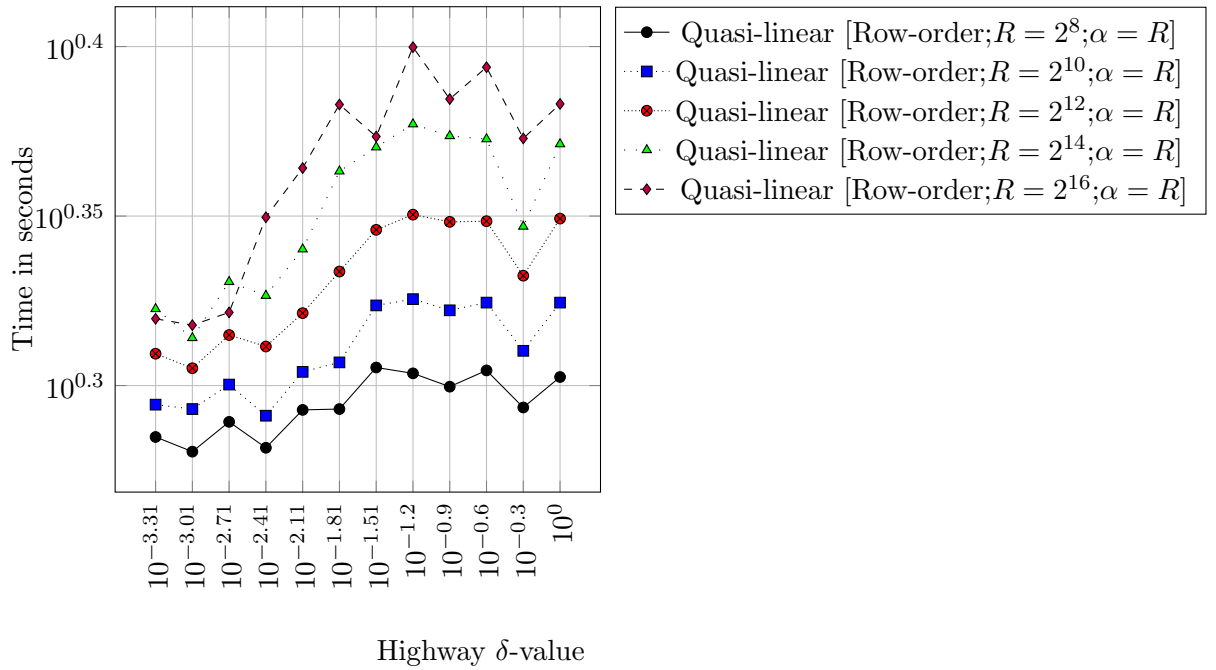 10^0.4
10^0.35
10^0.3
Time in seconds
10^−3.31
10^−3.01
10^−2.71
10^−2.41
10^−2.11
10^−1.81
10^−1.51
10^−1.2
10^−0.9
10^−0.6
10^−0.3
10^0
Highway δ-value
Quasi-linear [Row-order;R = 2^8;α = R]
Quasi-linear [Row-order;R = 2^10;α = R]
Quasi-linear [Row-order;R = 2^12;α = R]
Quasi-linear [Row-order;R = 2^14;α = R]
Quasi-linear [Row-order;R = 2^16;α = R]